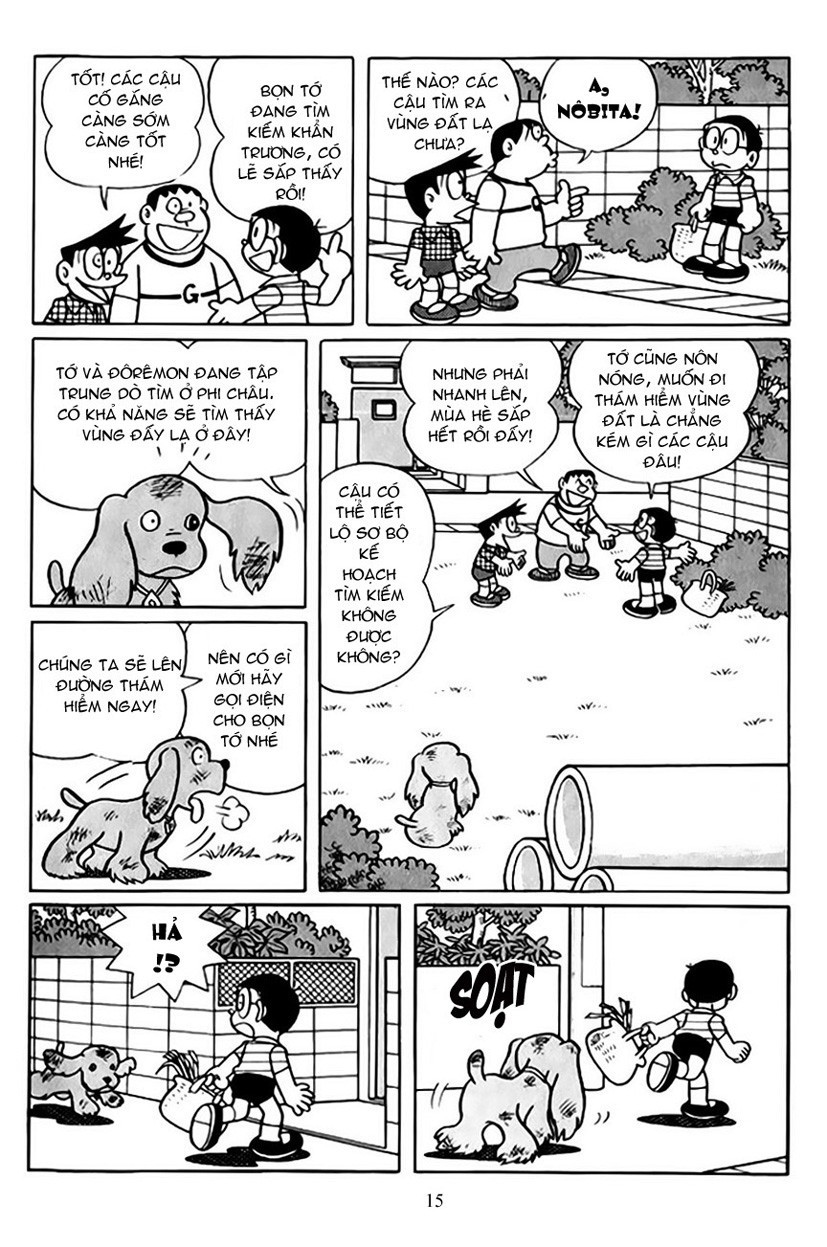 A,
NÔBITA!
THẾ NÀO? CÁC
CẬU TÌM RA
VÙNG ĐẤT LẠ
CHƯA?
G
BỌN TỚ
ĐANG TÌM
KIẾM KHẨN
TRƯƠNG, CÓ
LẼ SẮP THẤY
RỒI!
TỐT! CÁC CẬU
CỐ GẮNG
CÀNG SỚM
CÀNG TỐT
NHÉ!
G
TỚ CŨNG NÔN
NÓNG, MUỐN ĐI
THÁM HIỂM VÙNG
ĐẤT LẠ CHẲNG
KÉM GÌ CÁC CẬU
ĐÂU!
NHƯNG PHẢI
NHANH LÊN,
MÙA HÈ SẮP
HẾT RỒI ĐẤY!
CẬU CÓ
THỂ TIẾT
LỘ SƠ BỘ
KẾ
HOẠCH
TÌM KIẾM
KHÔNG
ĐƯỢC
KHÔNG?
TỚ VÀ ĐÔRÊMON ĐANG TẬP
TRUNG DÒ TÌM Ở PHI CHÂU.
CÓ KHẢ NĂNG SẼ TÌM THẤY
VÙNG ĐẤY LẠ Ở ĐÂY!
NÊN CÓ GÌ
MỚI HÃY
GỌI ĐIỆN
CHO BỌN
TỚ NHÉ
CHÚNG TA SẼ LÊN
ĐƯỜNG THÁM
HIỂM NGAY!
SOẠT
HẢ
!?
15